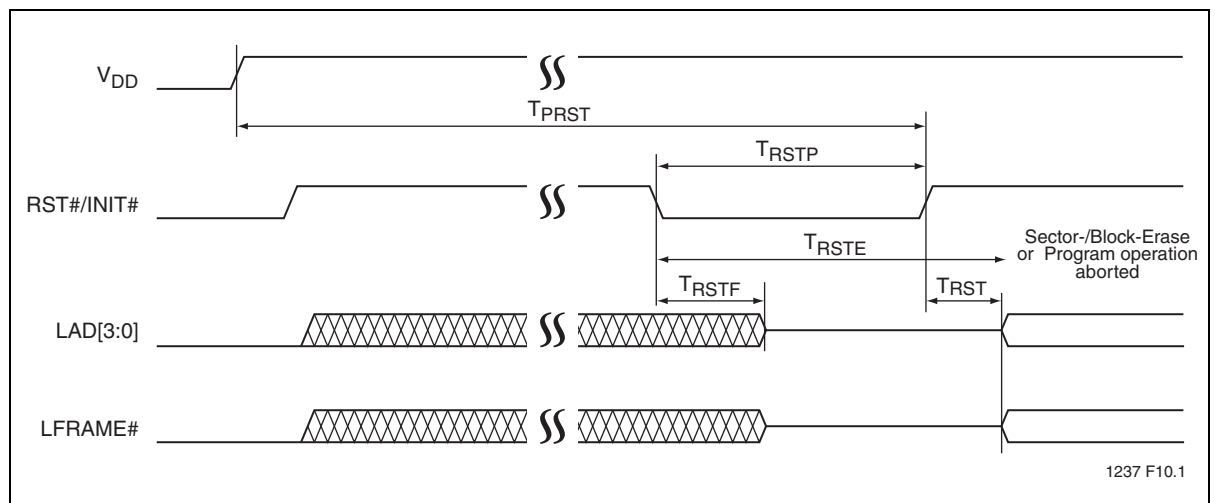 VDD
TPRST
TRSTP
RST#/INIT#
TRSTE
Sector-/Block-Erase
or Program operation
aborted
TRSTF
TRST
LAD[3:0]
LFRAME#
1237 F10.1